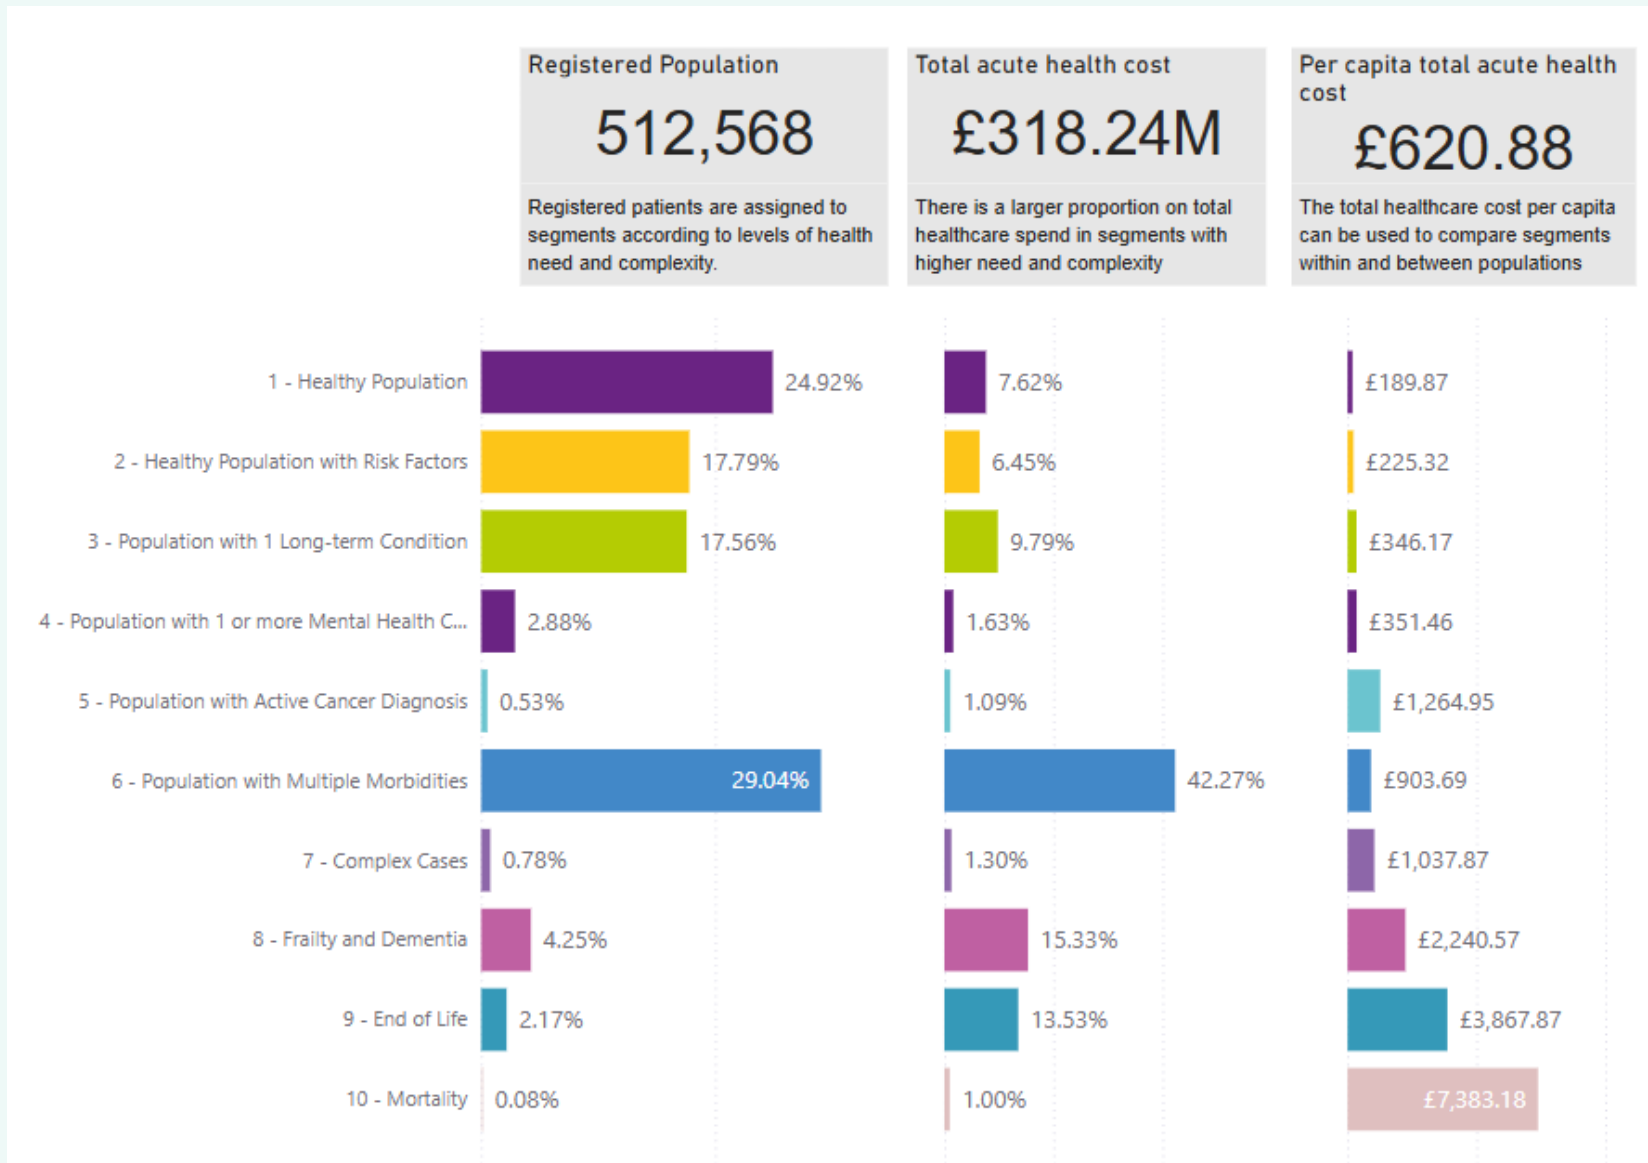 Registered Population
512,568
Registered patients are assigned to
segments according to levels of health
need and complexity.
Total acute health cost
£318.24M
There is a larger proportion on total
healthcare spend in segments with
higher need and complexity
Per capita total acute health
cost
£620.88
The total healthcare cost per capita
can be used to compare segments
within and between populations
1 - Healthy Population 24.92% 7.62% £189.87
2 - Healthy Population with Risk Factors 17.79% 6.45% £225.32
3 - Population with 1 Long-term Condition 17.56% 9.79% £346.17
4 - Population with 1 or more Mental Health C... 2.88% 1.63% £351.46
5 - Population with Active Cancer Diagnosis 0.53% 1.09% £1,264.95
6 - Population with Multiple Morbidities 29.04% 42.27% £903.69
7 - Complex Cases 0.78% 1.30% £1,037.87
8 - Frailty and Dementia 4.25% 15.33% £2,240.57
9 - End of Life 2.17% 13.53% £3,867.87
10 - Mortality 0.08% 1.00% £7,383.18